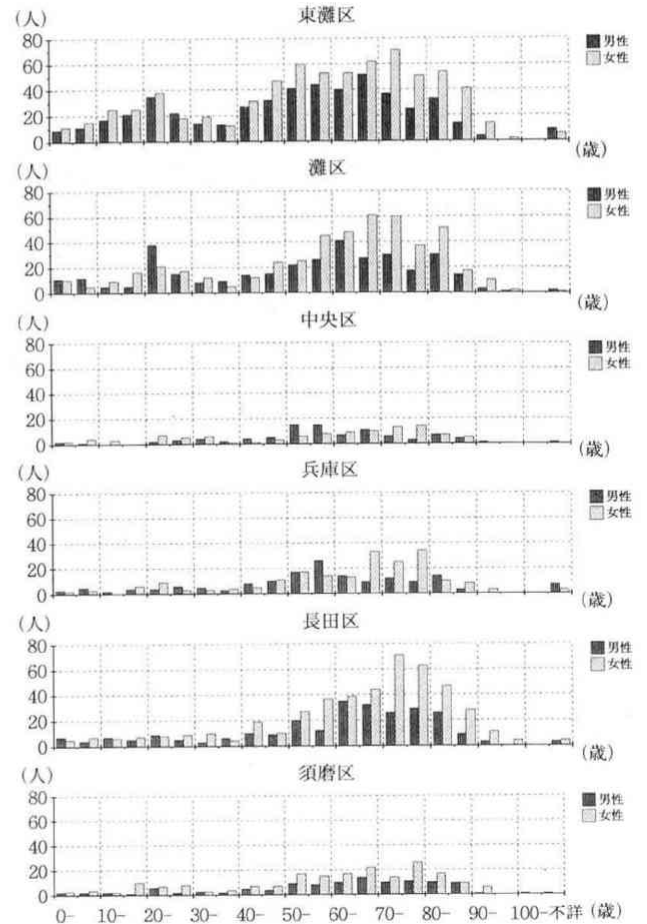 東灘区
(人)
80
60
40
20
0
男性
女性
(歳)
灘区
(人)
80
60
40
20
0
男性
女性
(歳)
中央区
(人)
80
60
40
20
0
男性
女性
(歳)
兵庫区
(人)
80
60
40
20
0
男性
女性
(歳)
長田区
(人)
80
60
40
20
0
男性
女性
(歳)
須磨区
(人)
80
60
40
20
0
男性
女性
0- 10- 20- 30- 40- 50- 60- 70- 80- 90- 100-不詳 (歳)